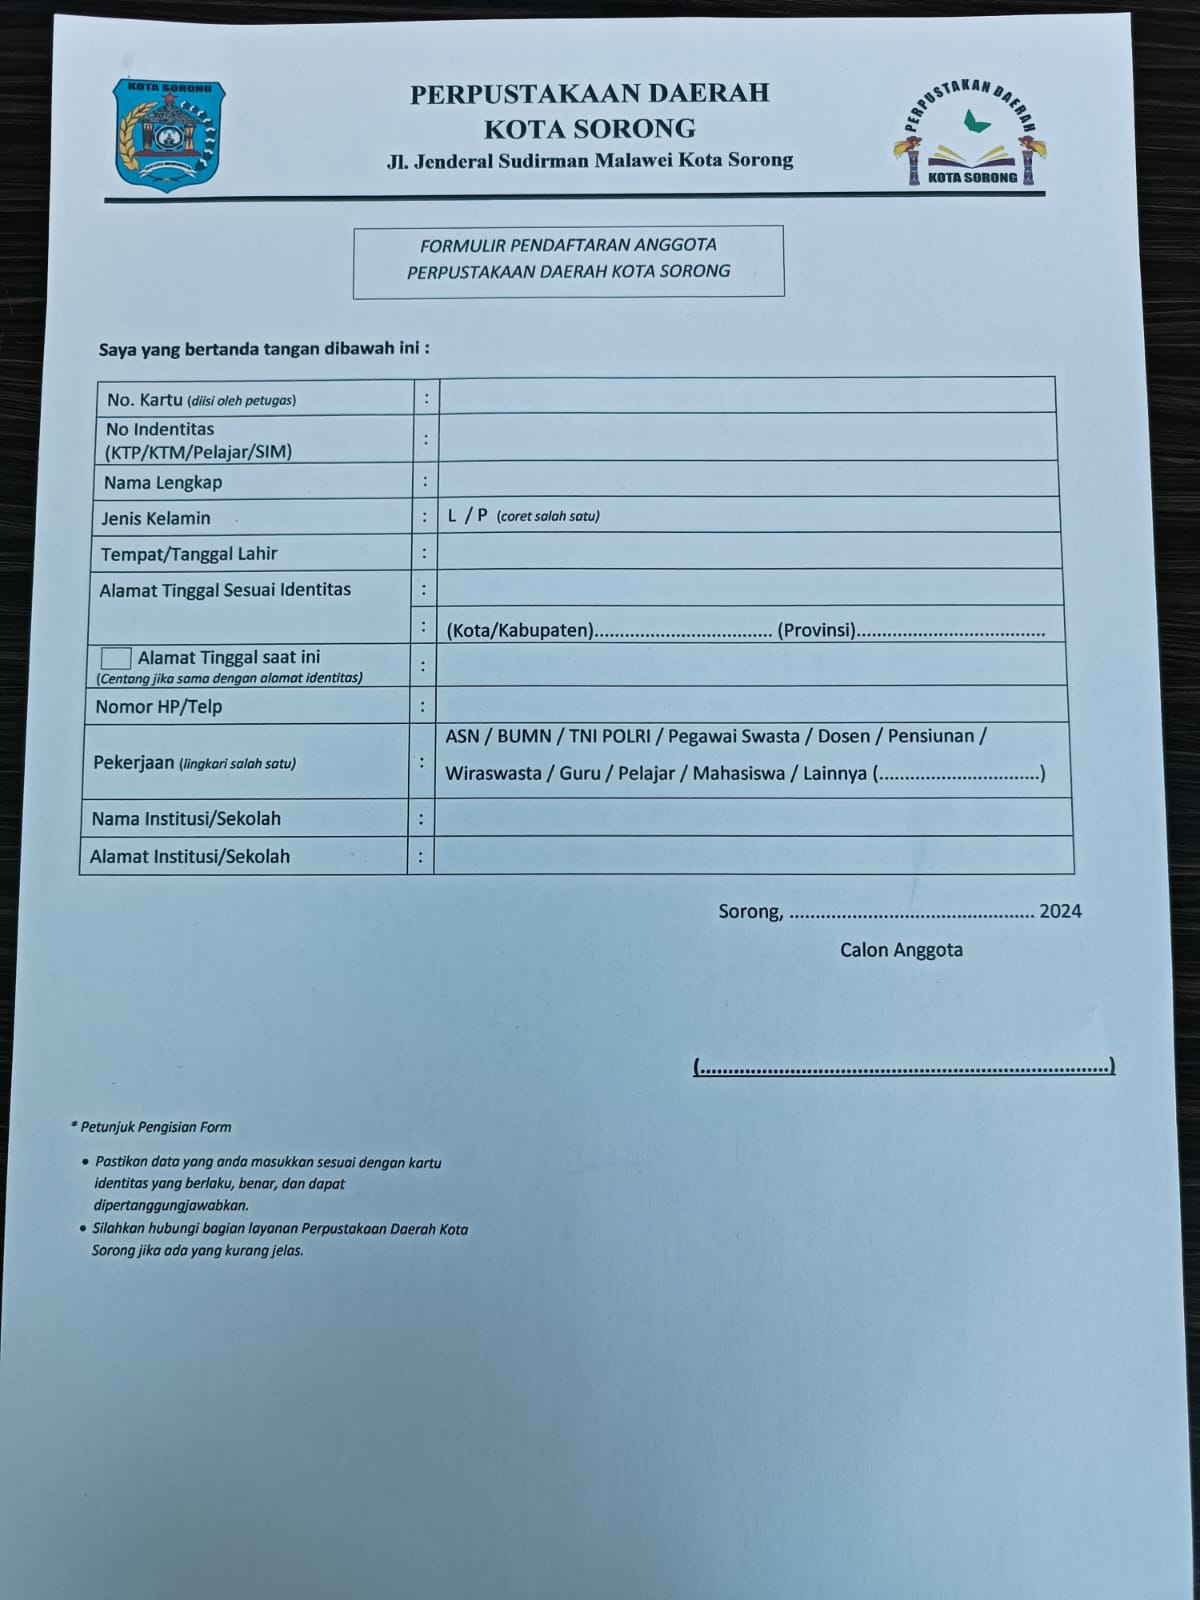 KOTA SORONG
PERPUSTAKAAN DAERAH
KOTA SORONG
Jl. Jenderal Sudirman Malawei Kota Sorong
PERPUSTAKAN DAERAH
KOTA SORONG
FORMULIR PENDAFTARAN ANGGOTA
PERPUSTAKAAN DAERAH KOTA SORONG
Saya yang bertanda tangan dibawah ini :
No. Kartu (diisi oleh petugas) :
No Indentitas
(KTP/KTM/Pelajar/SIM) :
Nama Lengkap :
Jenis Kelamin : L / P (coret salah satu)
Tempat/Tanggal Lahir :
Alamat Tinggal Sesuai Identitas :
: (Kota/Kabupaten)................................... (Provinsi).....................................
Alamat Tinggal saat ini
(Centang jika sama dengan alamat identitas) :
Nomor HP/Telp :
Pekerjaan (lingkari salah satu) : ASN / BUMN / TNI POLRI / Pegawai Swasta / Dosen / Pensiunan /
Wiraswasta / Guru / Pelajar / Mahasiswa / Lainnya (................................)
Nama Institusi/Sekolah :
Alamat Institusi/Sekolah :
Sorong, ................................................ 2024
Calon Anggota
(..........................................................................)
* Petunjuk Pengisian Form
• Pastikan data yang anda masukkan sesuai dengan kartu
identitas yang berlaku, benar, dan dapat
dipertanggungjawabkan.
• Silahkan hubungi bagian layanan Perpustakaan Daerah Kota
Sorong jika ada yang kurang jelas.